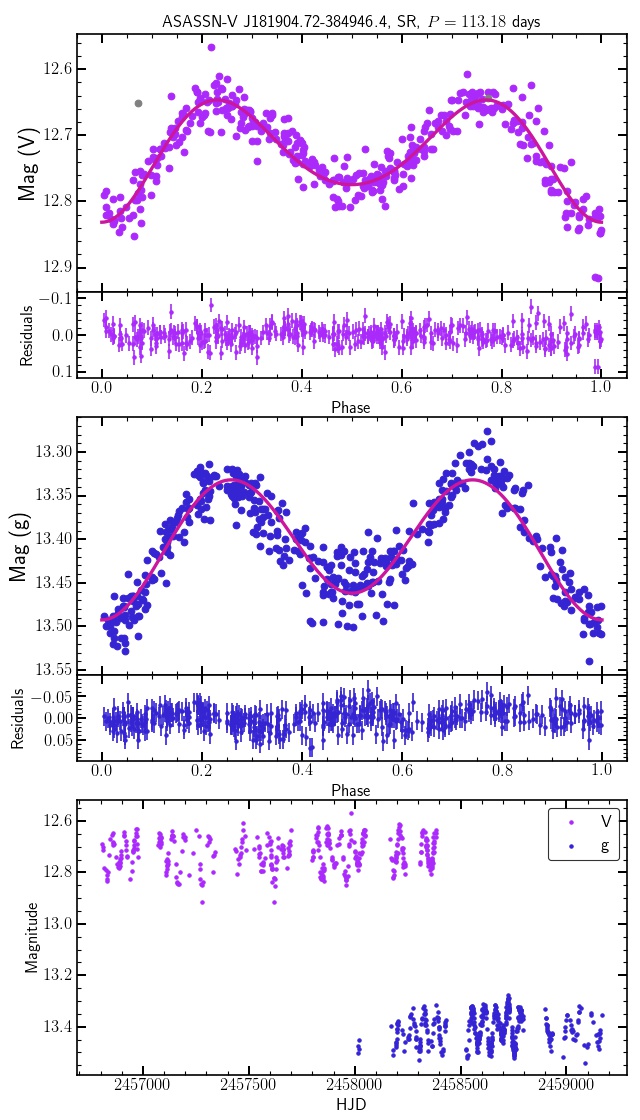 ASASSN-V J181904.72-384946.4, SR, P = 113.18 days
Mag (V)
12.6
12.7
12.8
12.9
Residuals
−0.1
0.0
0.1
0.0 0.2 0.4 0.6 0.8 1.0
Phase
Mag (g)
13.30
13.35
13.40
13.45
13.50
13.55
Residuals
−0.05
0.00
0.05
0.0 0.2 0.4 0.6 0.8 1.0
Phase
Magnitude
12.6
12.8
13.0
13.2
13.4
V
g
2457000 2457500 2458000 2458500 2459000
HJD